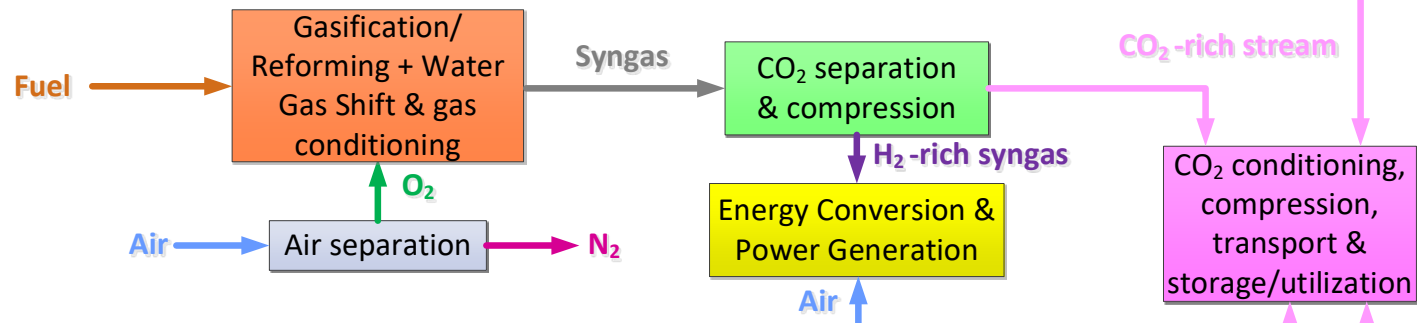 Fuel
Gasification/
Reforming + Water
Gas Shift & gas
conditioning
Syngas
CO₂ separation
& compression
CO₂ -rich stream
O₂
H₂ -rich syngas
Air
Air separation
N₂
Energy Conversion &
Power Generation
Air
CO₂ conditioning,
compression,
transport &
storage/utilization